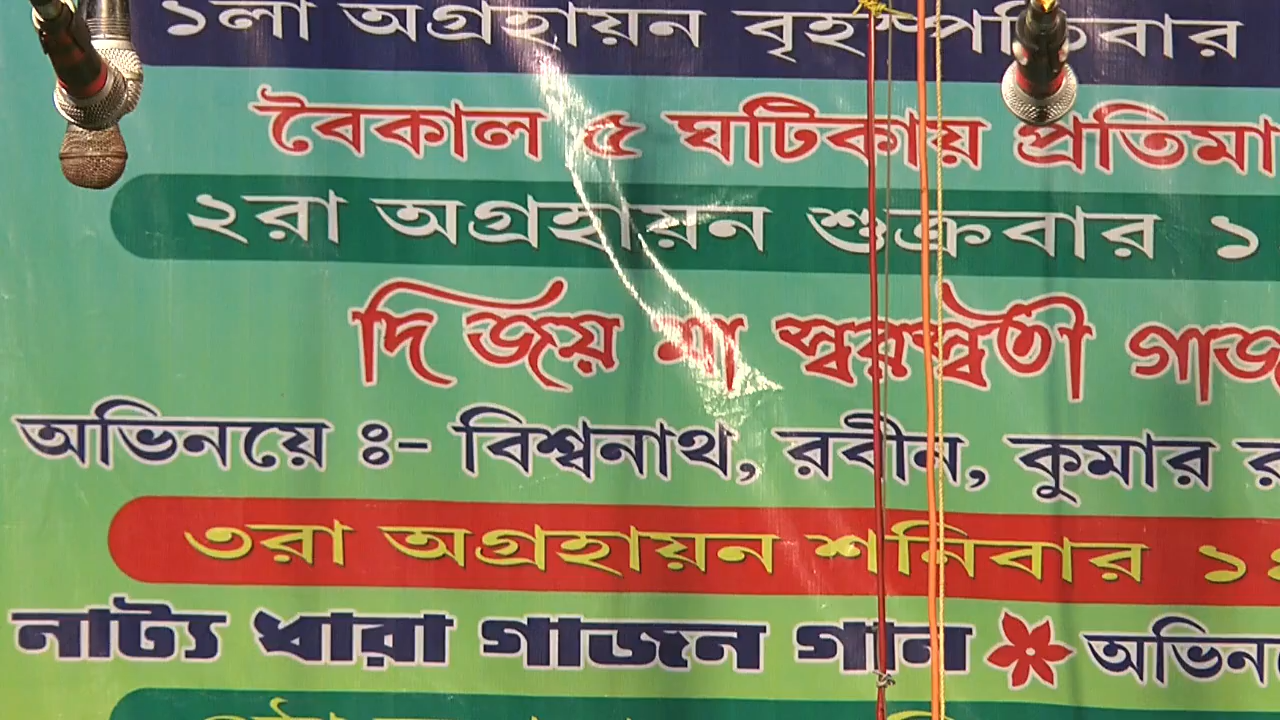 ১লা অগ্রহায়ন বৃহস্পতিবার
বৈকাল ৫ ঘটিকায় প্রতিমা
২রা অগ্রহায়ন শুক্রবার ১
দি জয় মা স্বরস্বতী গাজ
অভিনয়ে ঃ- বিশ্বনাথ, রবীন, কুমার র
৩রা অগ্রহায়ন শনিবার ১২
নাট্য ধারা গাজন গান অভিন